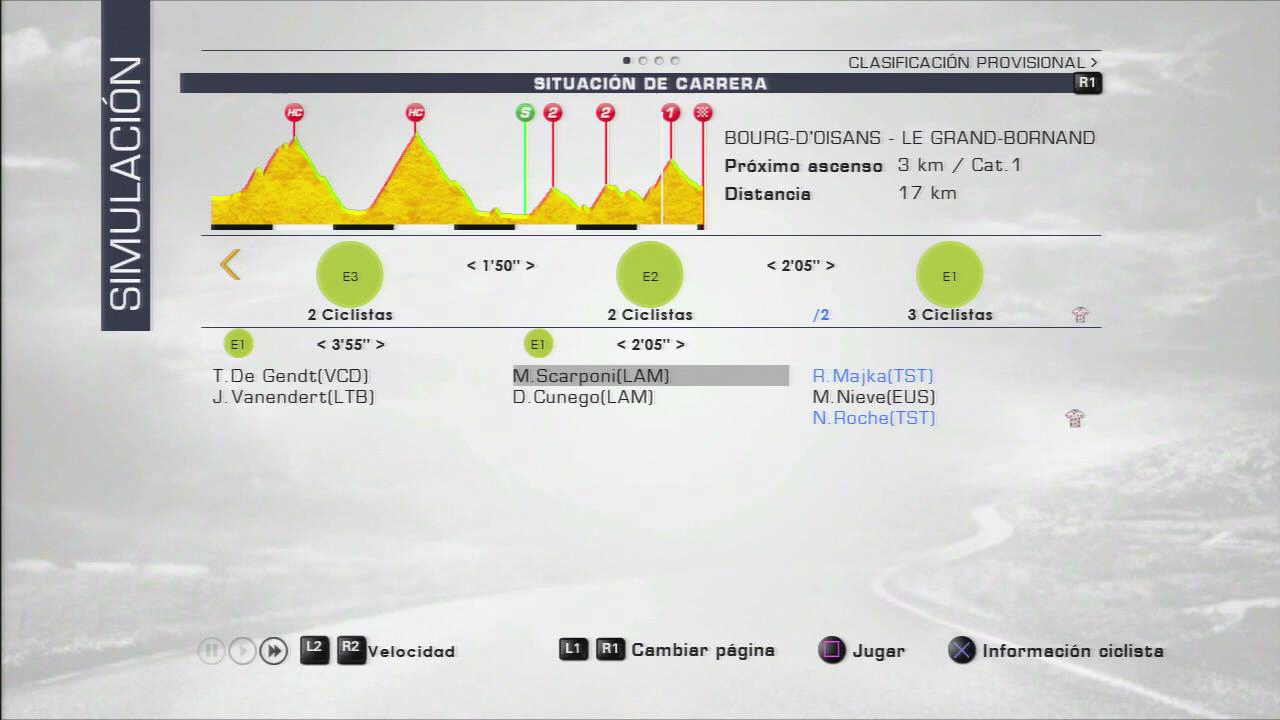 SIMULACIÓN
CLASIFICACIÓN PROVISIONAL >
SITUACIÓN DE CARRERA
R1
HC HC S 2 2 1
BOURG-D'OISANS - LE GRAND-BORNAND
Próximo ascenso 3 km / Cat.1
Distancia 17 km
E3 < 1'50'' > E2 < 2'05'' > E1
2 Ciclistas 2 Ciclistas /2 3 Ciclistas
E1 < 3'55'' > E1 < 2'05'' >
T.De Gendt(VCD) M.Scarponi(LAM) R.Majka(TST)
J.Vanendert(LTB) D.Cunego(LAM) M.Nieve(EUS)
N.Roche(TST)
L2 R2 Velocidad L1 R1 Cambiar página Jugar Información ciclista